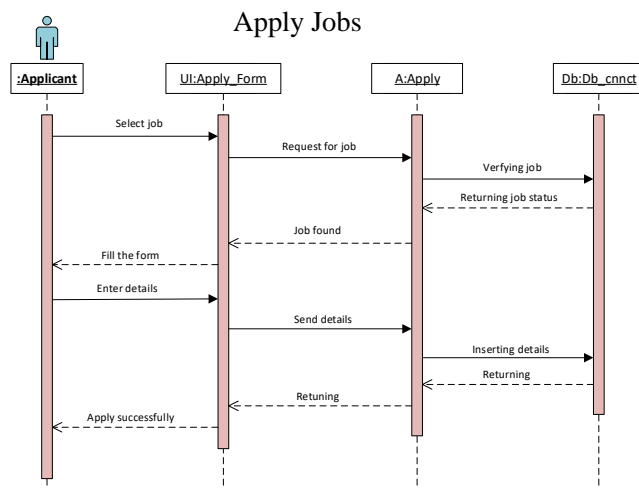 Apply Jobs
:Applicant
UI:Apply_Form
A:Apply
Db:Db_cnnct
Select job
Request for job
Verfying job
Returning job status
Job found
Fill the form
Enter details
Send details
Inserting details
Returning
Retuning
Apply successfully